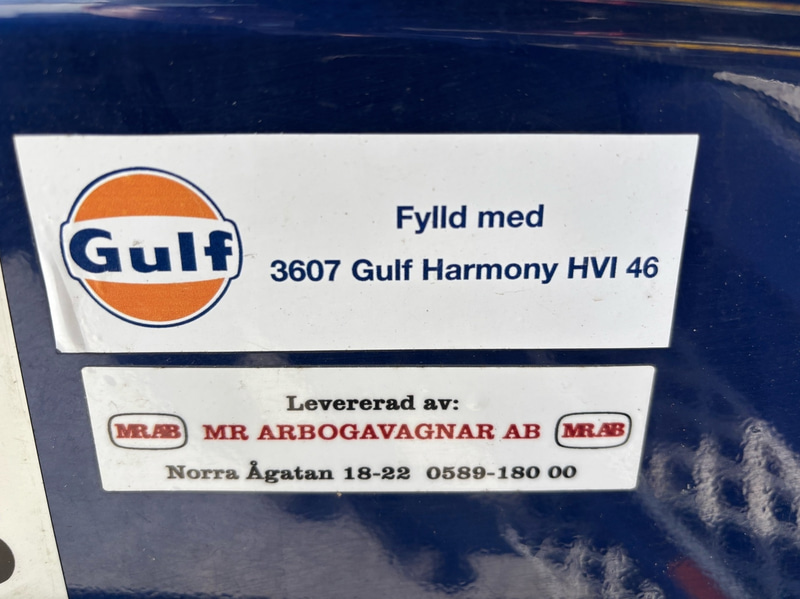 Gulf
Fylld med
3607 Gulf Harmony HVI 46
Levererad av:
MRAB MR ARBOGAVAGNAR AB MRAB
Norra Ågatan 18-22 0589-180 00